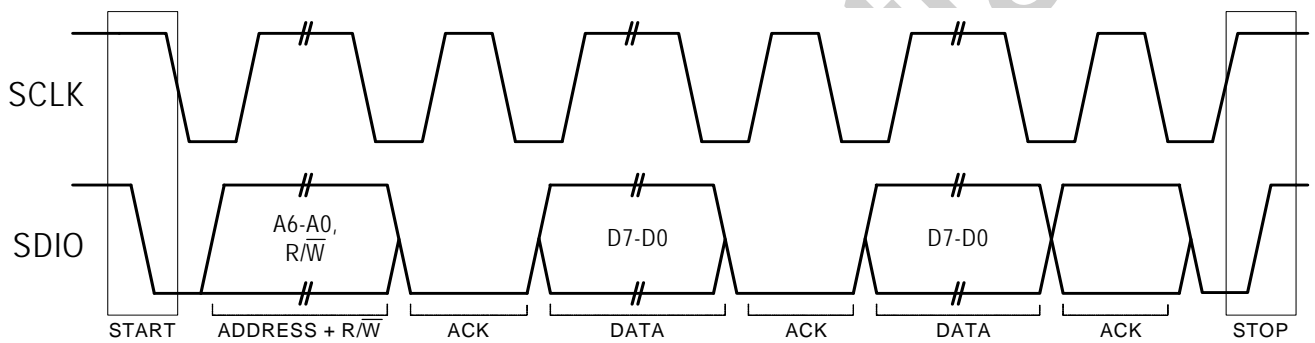 SCLK
SDIO
A6-A0,
R/W̅
D7-D0
D7-D0
START
ADDRESS + R/W̅
ACK
DATA
ACK
DATA
ACK
STOP